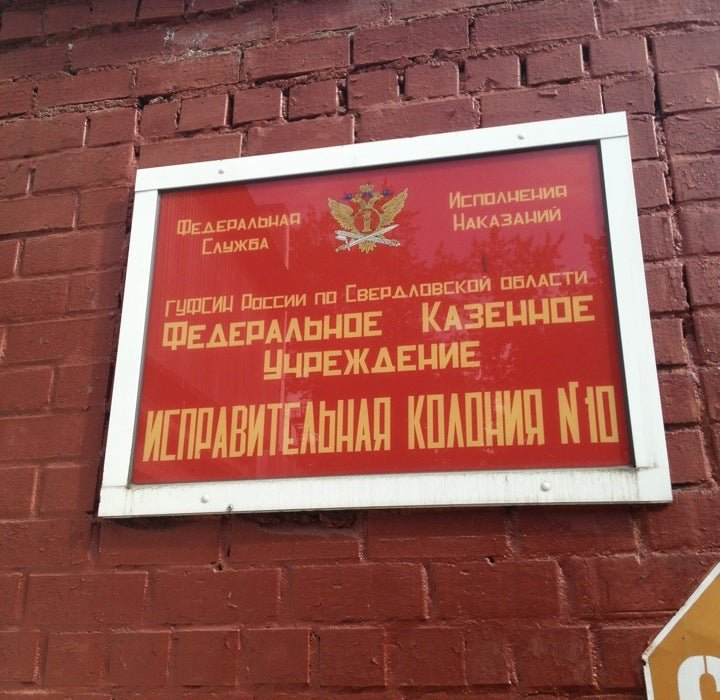 Федеральная Служба
Исполнения Наказаний
ГУФСИН России по Свердловской области
Федеральное Казенное
учреждение
ИСПРАВИТЕЛЬНАЯ КОЛОНИЯ №10